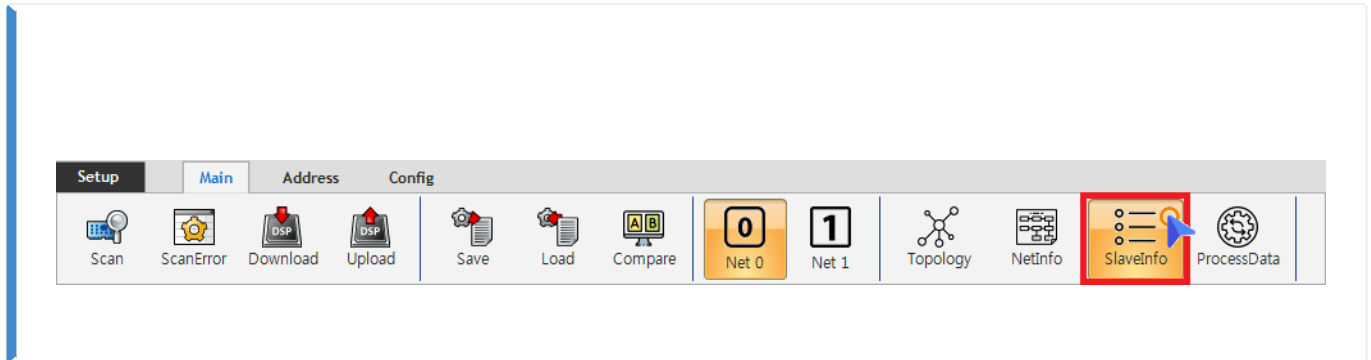 Setup Main Address Config
DSP DSP A B 0 1
Scan ScanError Download Upload Save Load Compare Net 0 Net 1 Topology NetInfo SlaveInfo ProcessData